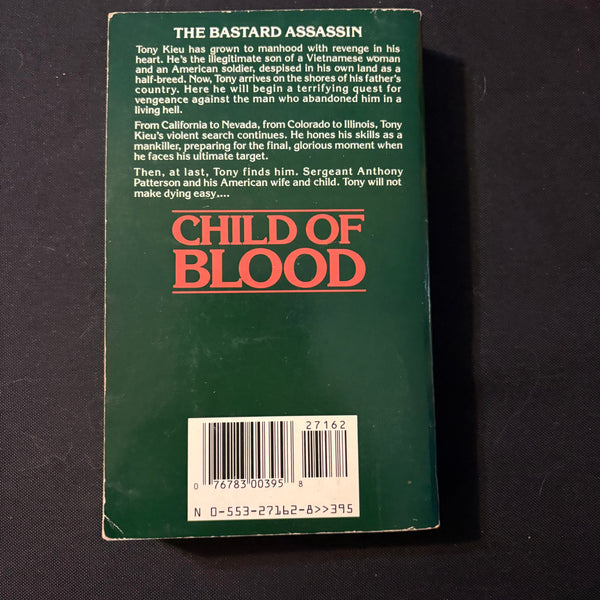 THE BASTARD ASSASSIN
Tony Kieu has grown to manhood with revenge in his
heart. He's the illegitimate son of a Vietnamese woman
and an American soldier, despised in his own land as a
half-breed. Now, Tony arrives on the shores of his father's
country. Here he will begin a terrifying quest for
vengeance against the man who abandoned him in a
living hell.
From California to Nevada, from Colorado to Illinois, Tony
Kieu's violent search continues. He hones his skills as a
mankiller, preparing for the final, glorious moment when
he faces his ultimate target.
Then, at last, Tony finds him. Sergeant Anthony
Patterson and his American wife and child. Tony will not
make dying easy,...
CHILD OF
BLOOD
27162
0 76783 00395 8
N 0-553-27162-8>>395